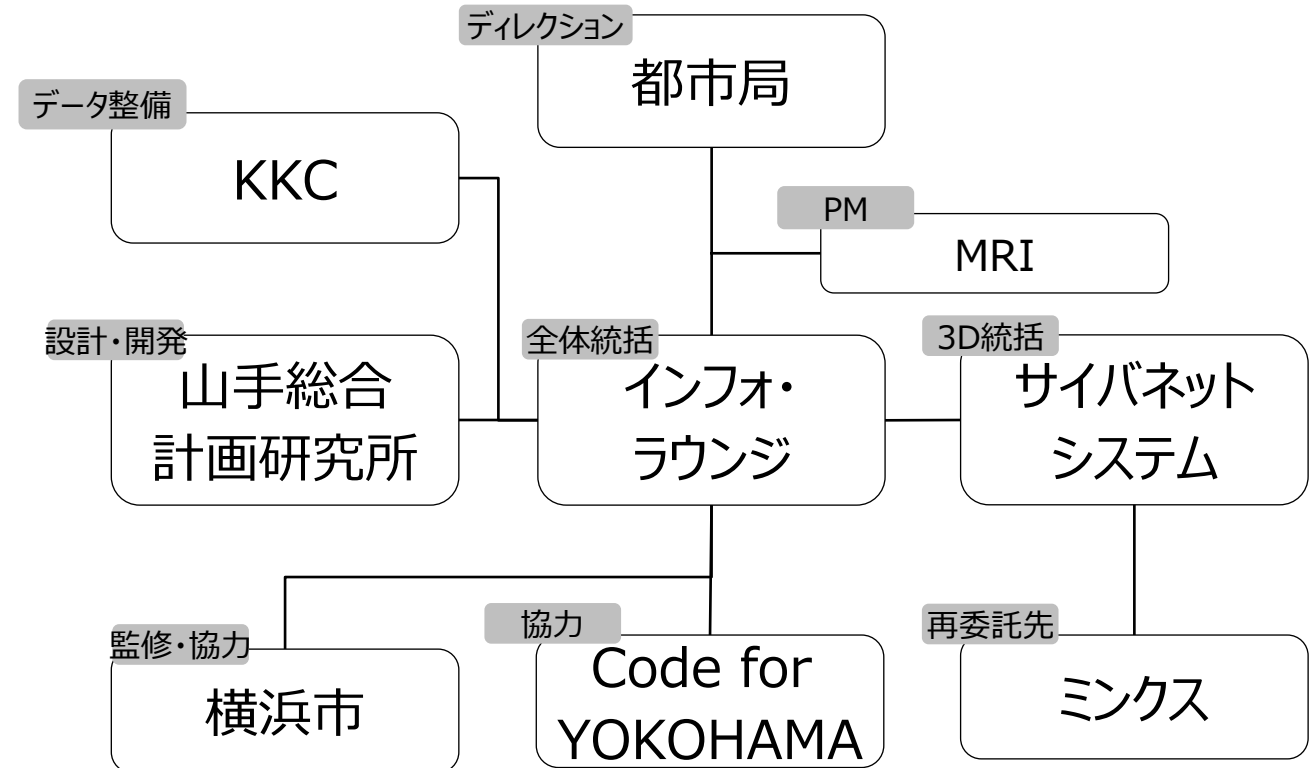 ディレクション
都市局
データ整備
KKC
PM
MRI
設計・開発
山手総合
計画研究所
全体統括
インフォ・
ラウンジ
3D統括
サイバネット
システム
監修・協力
横浜市
協力
Code for
YOKOHAMA
再委託先
ミンクス